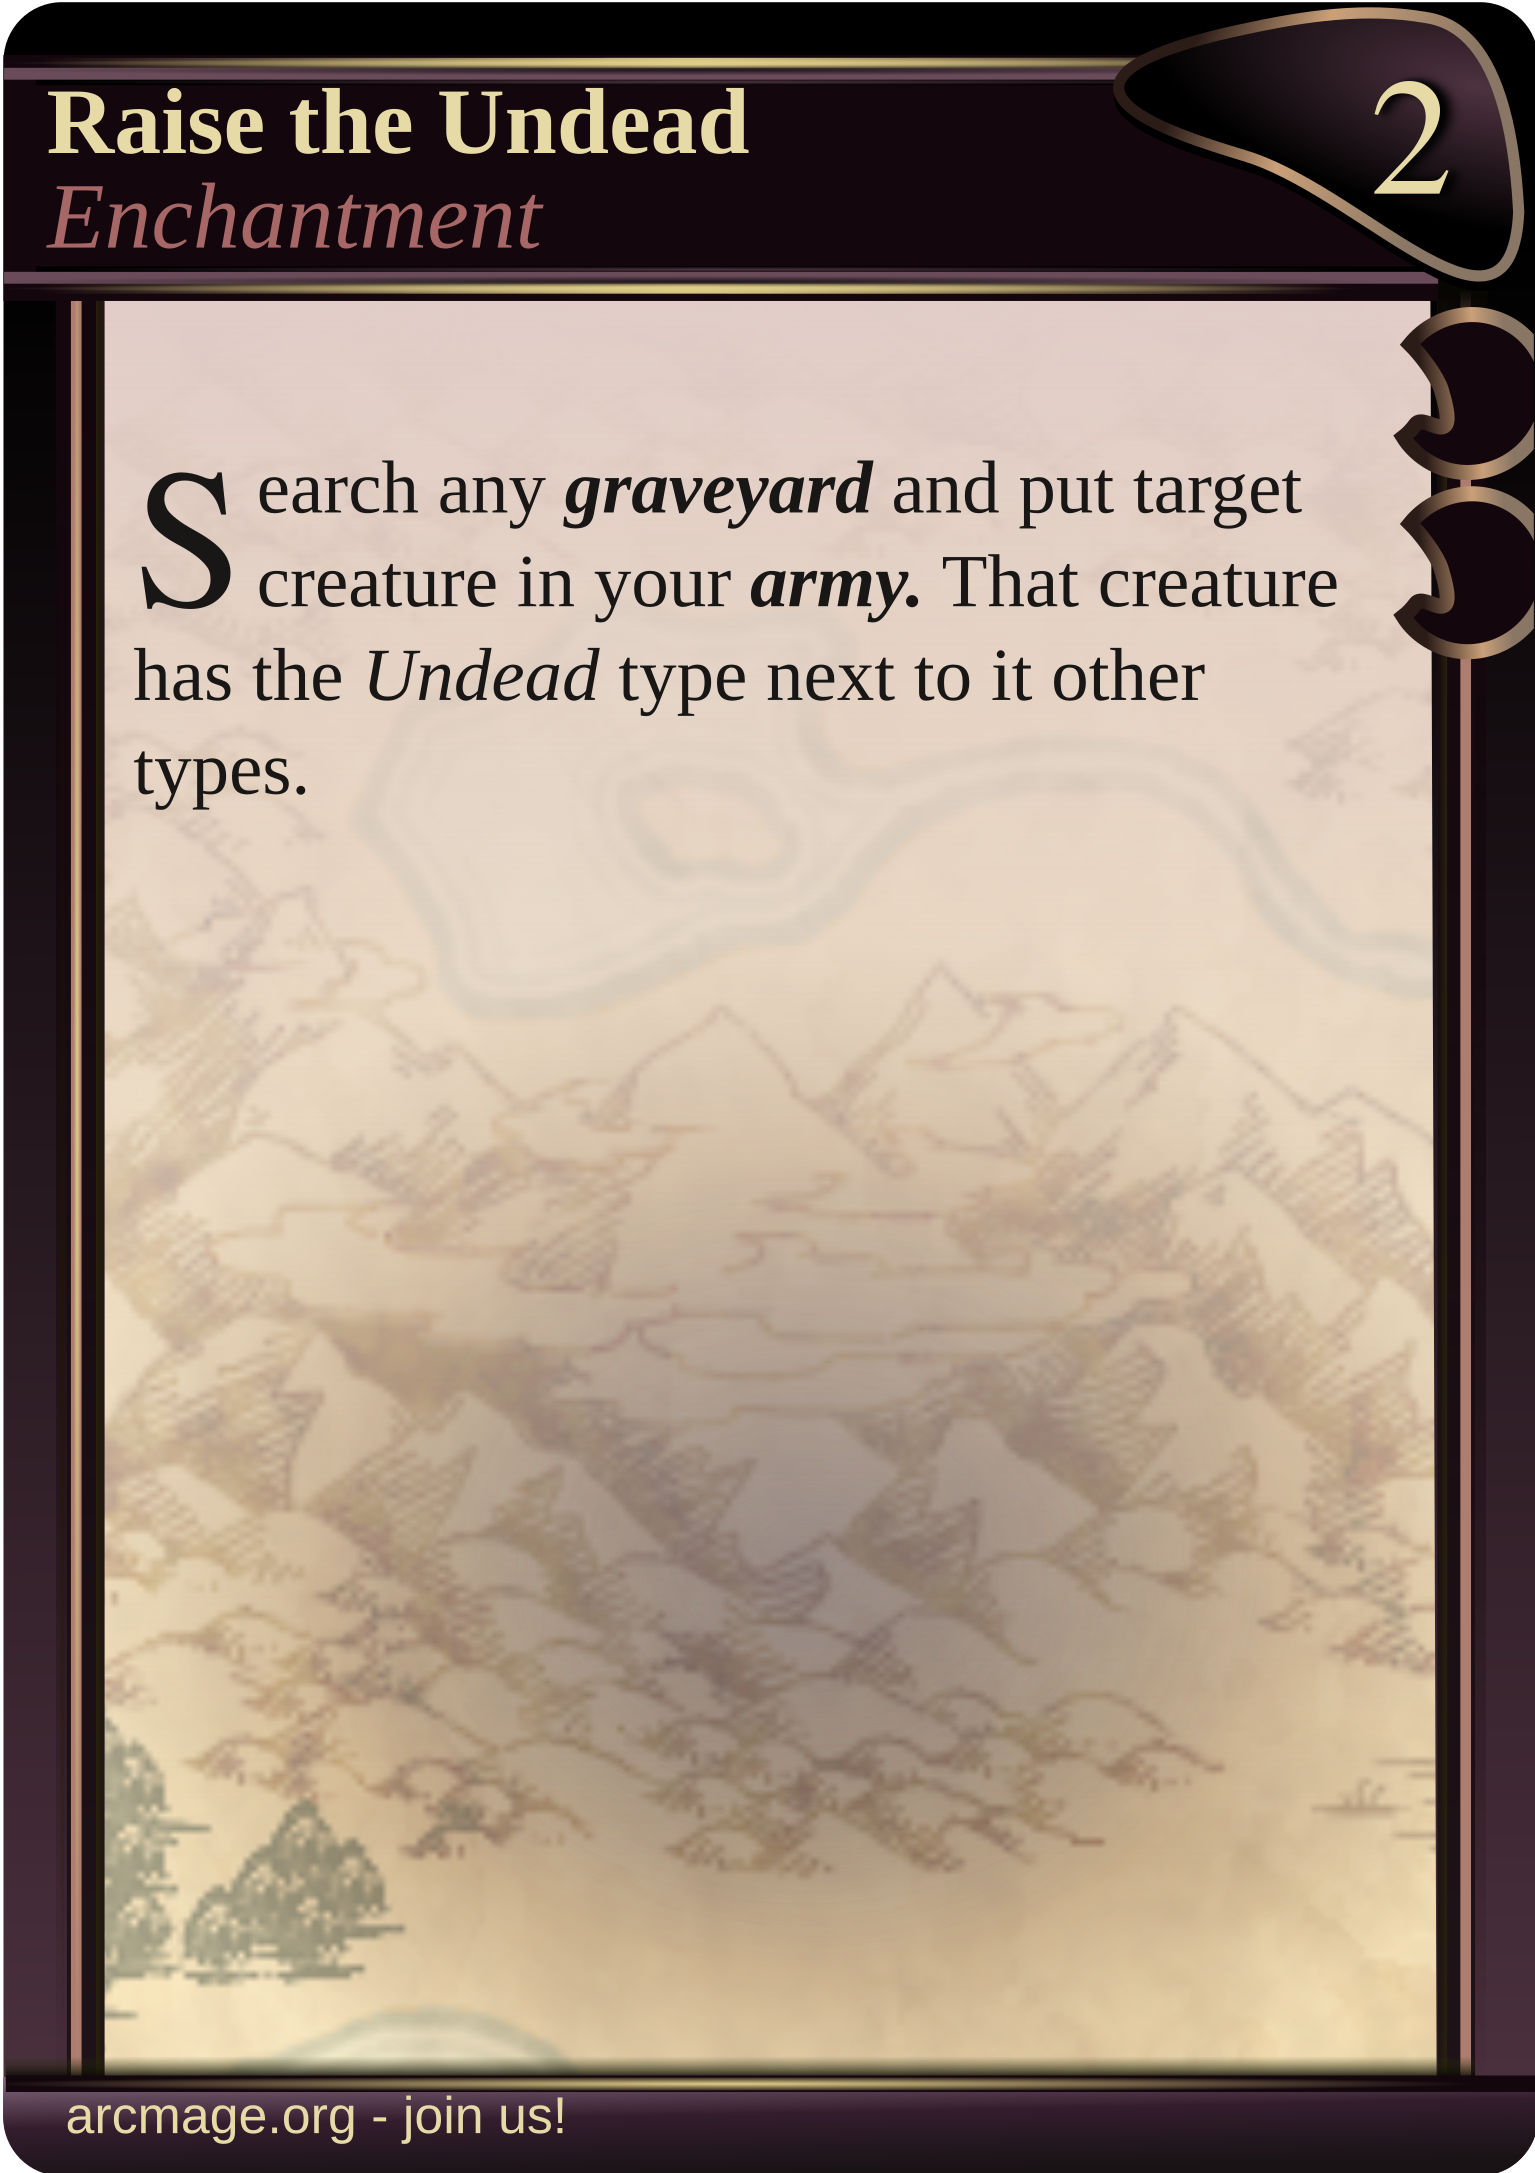 Raise the Undead
2
Enchantment
Search any graveyard and put target
creature in your army. That creature
has the Undead type next to it other
types.
arcmage.org - join us!